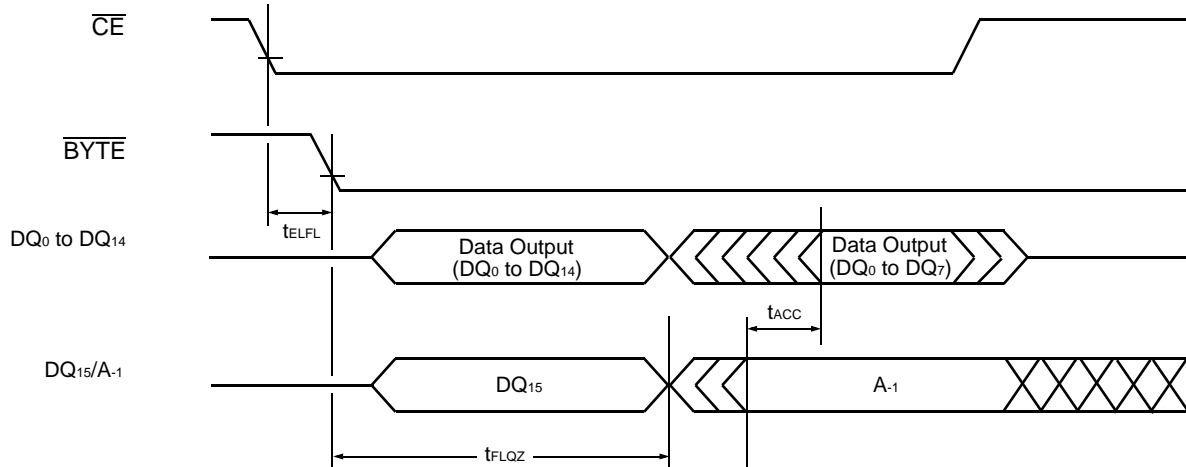 CE
BYTE
tELFL
DQ0 to DQ14
Data Output
(DQ0 to DQ14)
Data Output
(DQ0 to DQ7)
tACC
DQ15/A-1
DQ15
A-1
tFLQZ